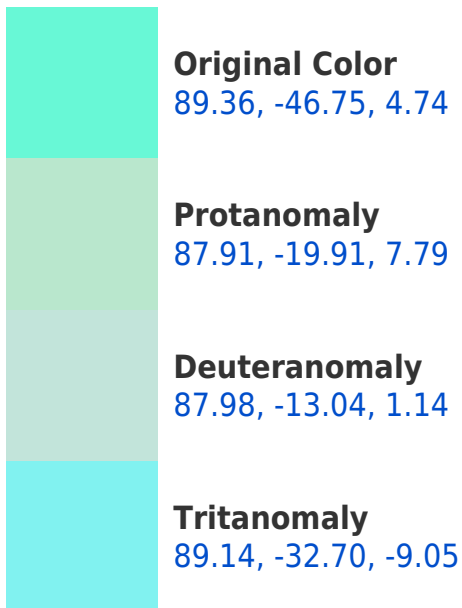 Original Color
89.36, -46.75, 4.74
Protanomaly
87.91, -19.91, 7.79
Deuteranomaly
87.98, -13.04, 1.14
Tritanomaly
89.14, -32.70, -9.05